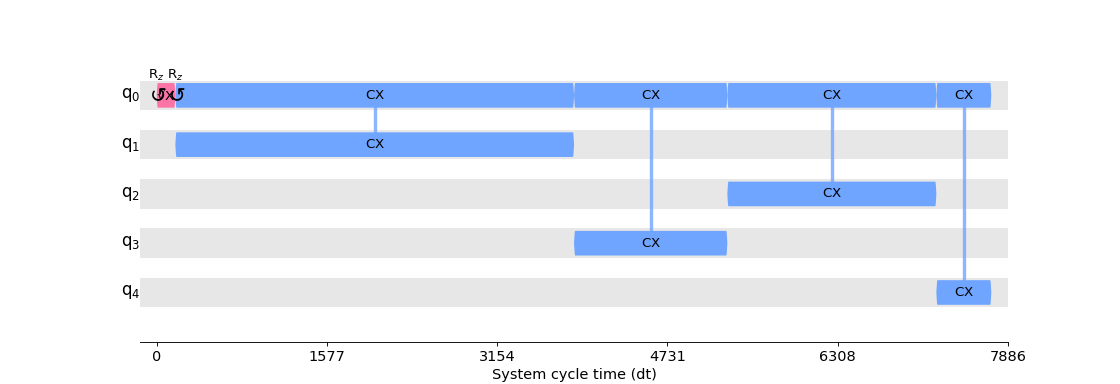 R_z R_z
q_0 CX CX CX CX
q_1 CX
q_2 CX
q_3 CX
q_4 CX
0 1577 3154 4731 6308 7886
System cycle time (dt)